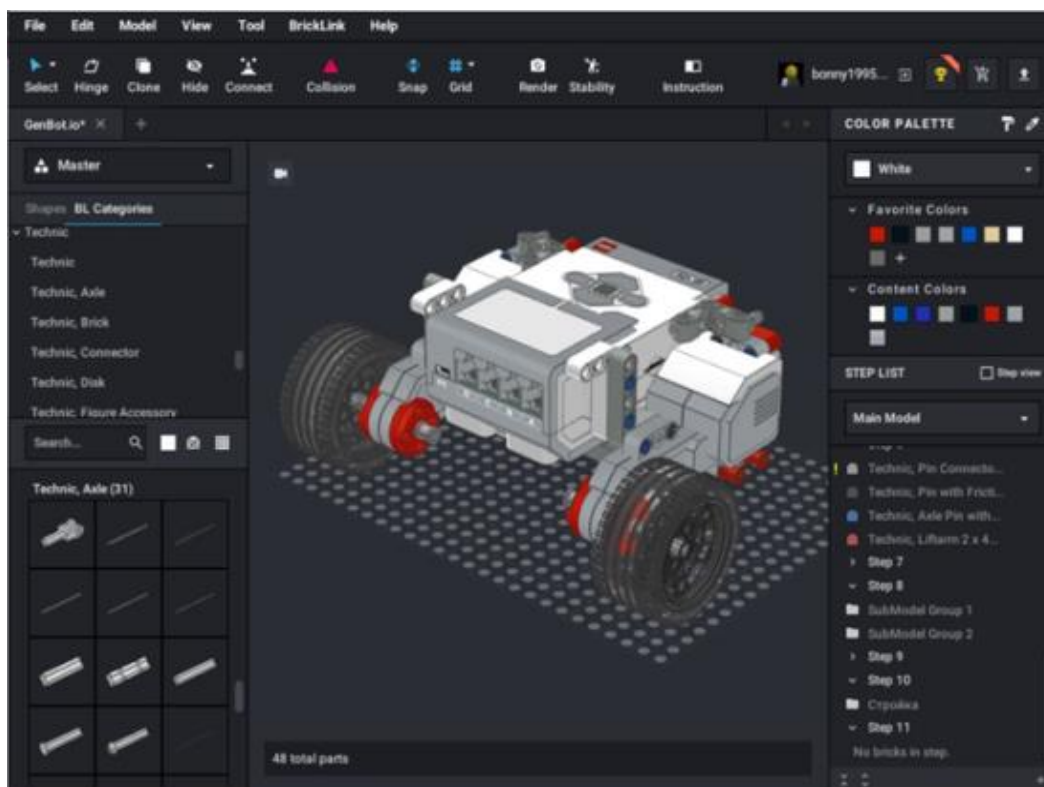 File Edit Model View Tool BrickLink Help
Select Hinge Clone Hide Connect Collision Snap Grid Render Stability Instruction bonny1995...
GenBot.io* × +
COLOR PALETTE
Master
White
Shapes BL Categories
Technic
Technic
Technic, Axle
Technic, Brick
Technic, Connector
Technic, Disk
Technic, Figure Accessory
Search...
Technic, Axle (31)
48 total parts
Favorite Colors
+
Content Colors
STEP LIST Step view
Main Model
Technic, Pin Connecto...
Technic, Pin with Fricti...
Technic, Axle Pin with...
Technic, Liftarm 2 x 4...
Step 7
Step 8
SubModel Group 1
SubModel Group 2
Step 9
Step 10
Стройка
Step 11
No bricks in step.